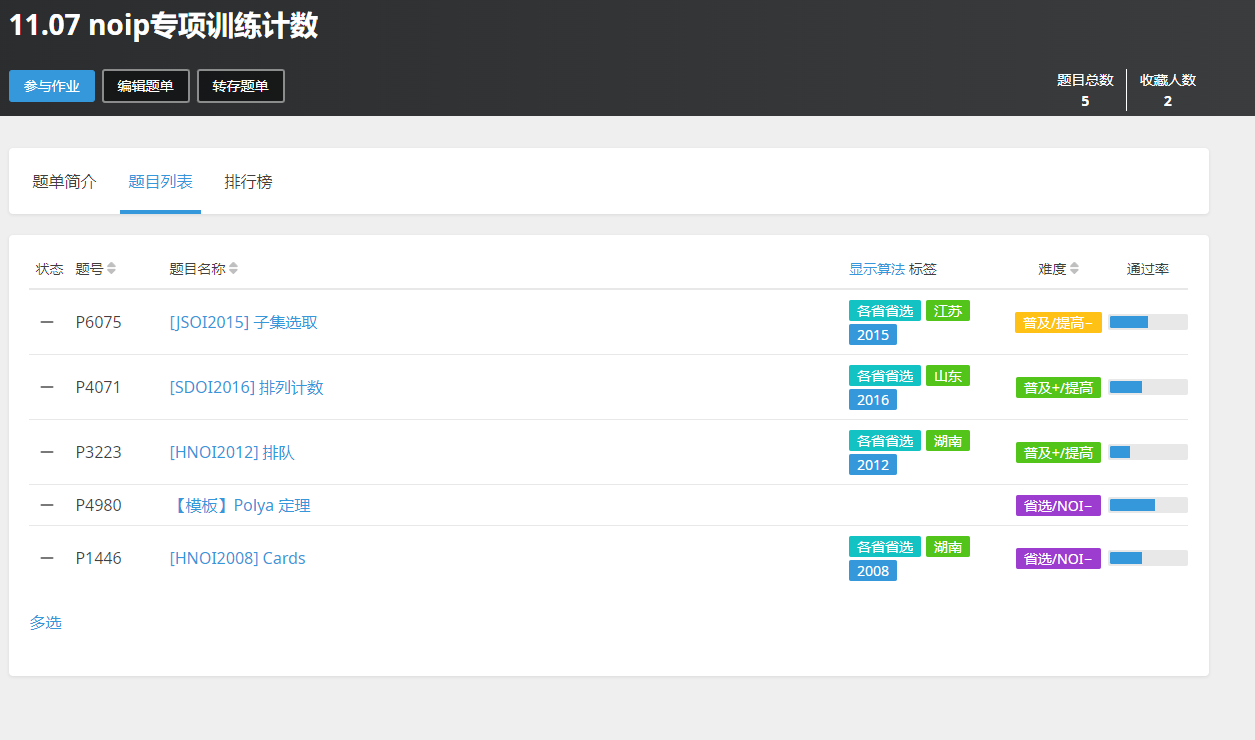 11.07 noip专项训练计数
参与作业 编辑题单 转存题单
题目总数 收藏人数
5 2
题单简介 题目列表 排行榜
状态 题号 题目名称 显示算法 标签 难度 通过率
— P6075 [JSOI2015] 子集选取 各省省选 江苏 2015 普及/提高−
— P4071 [SDOI2016] 排列计数 各省省选 山东 2016 普及+/提高
— P3223 [HNOI2012] 排队 各省省选 湖南 2012 普及+/提高
— P4980 【模板】Polya 定理 省选/NOI−
— P1446 [HNOI2008] Cards 各省省选 湖南 2008 省选/NOI−
多选